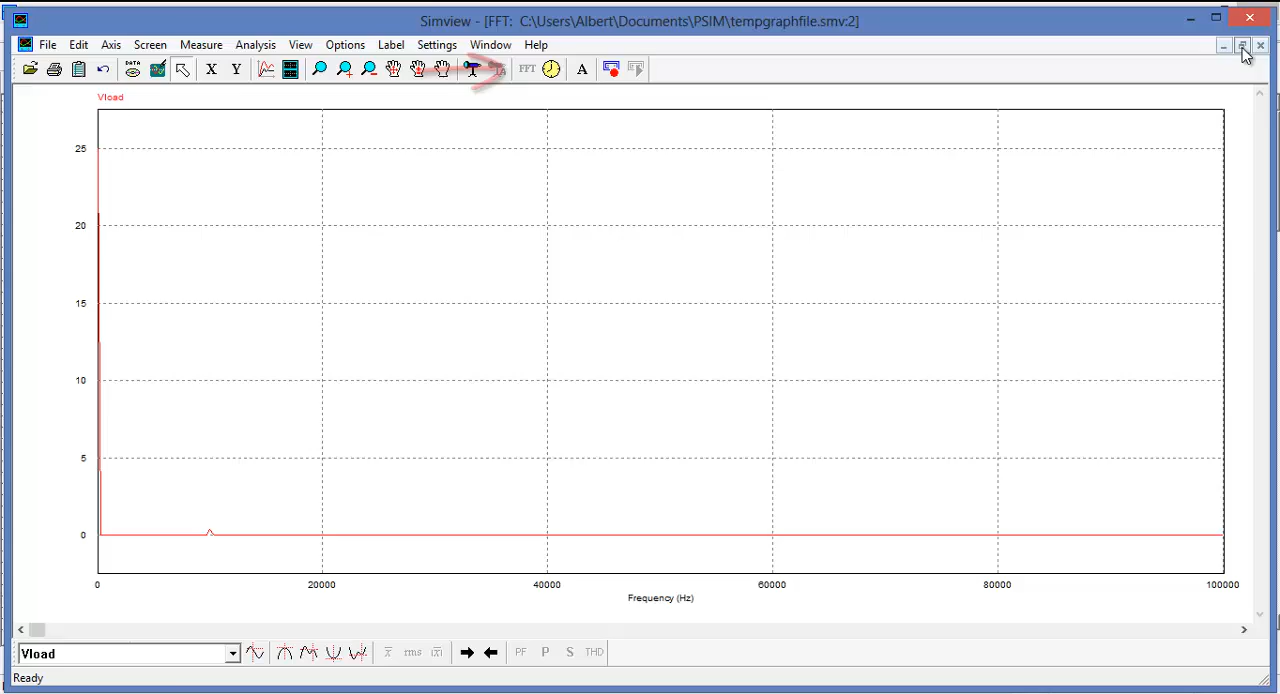 Simview - [FFT: C:\Users\Albert\Documents\PSIM\tempgraphfile.smv:2]
File Edit Axis Screen Measure Analysis View Options Label Settings Window Help
DATA X Y FFT A
Vload
25
20
15
10
5
0
0 20000 40000 60000 80000 100000
Frequency (Hz)
Vload x rms |x| PF P S THD
Ready